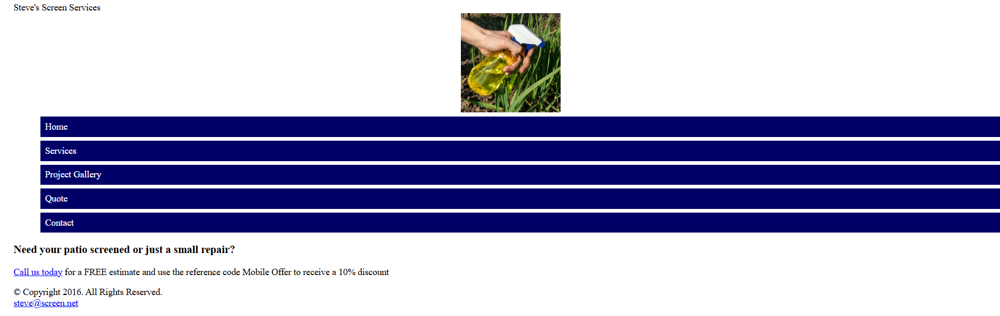 Steve's Screen Services
Home
Services
Project Gallery
Quote
Contact
Need your patio screened or just a small repair?
Call us today for a FREE estimate and use the reference code Mobile Offer to receive a 10% discount
© Copyright 2016. All Rights Reserved.
steve@screen.net